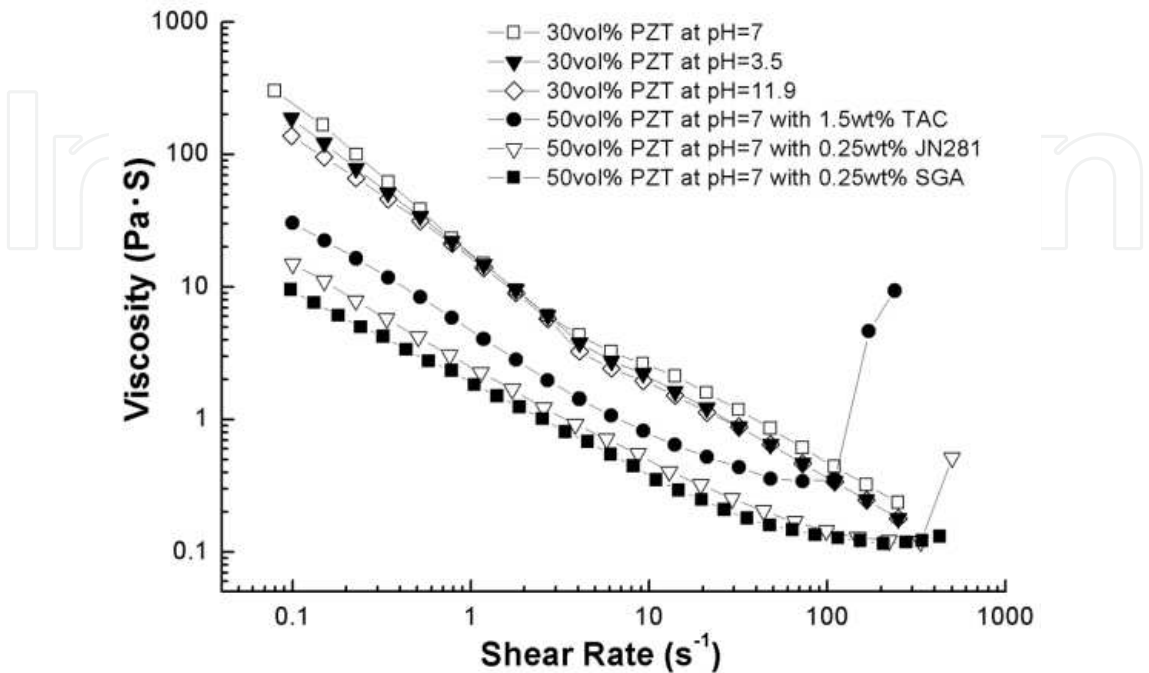 1000
100
10
1
0.1
Viscosity (Pa·S)
30vol% PZT at pH=7
30vol% PZT at pH=3.5
30vol% PZT at pH=11.9
50vol% PZT at pH=7 with 1.5wt% TAC
50vol% PZT at pH=7 with 0.25wt% JN281
50vol% PZT at pH=7 with 0.25wt% SGA
0.1 1 10 100 1000
Shear Rate (s⁻¹)